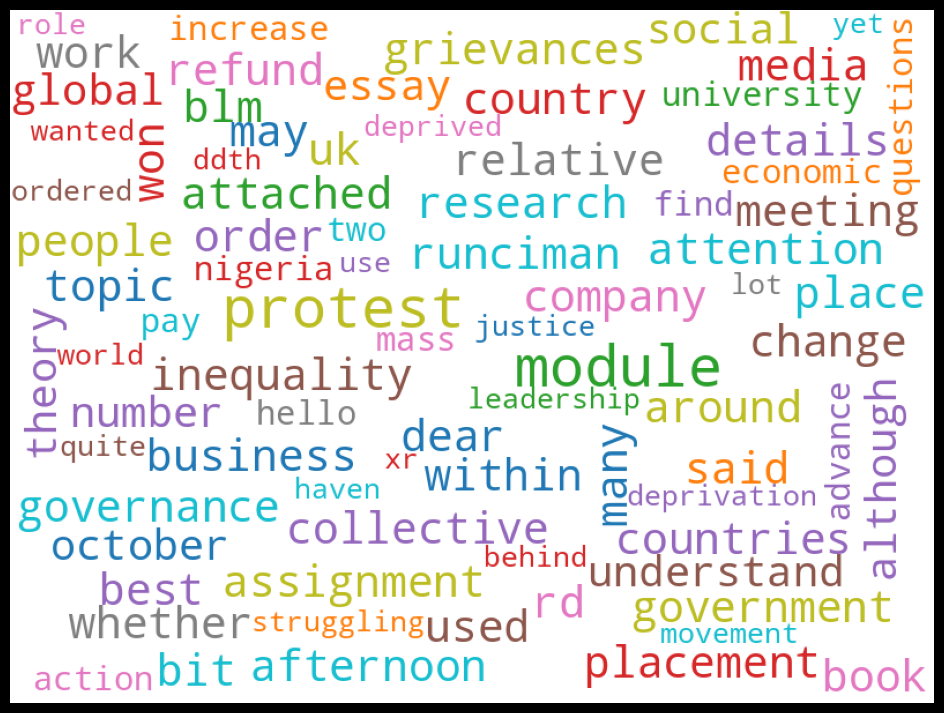 role increase grievances social yet
work refund essay media questions
global blm country university
wanted won may uk deprived relative details
ddth economic
ordered attached research find meeting
people order two runciman attention
nigeria use
topic protest company lot place
pay justice
theory world mass module change
inequality leadership
number hello around advance although
quite business dear xr within many said
haven deprivation
governance collective countries
october behind understand
best assignment rd government
whether struggling used movement
action bit afternoon placement book